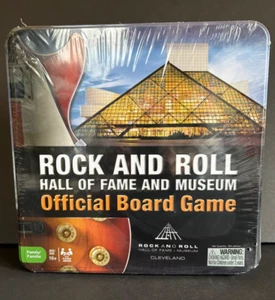 ROCK AND ROLL
HALL OF FAME AND MUSEUM
Official Board Game
ROCK AND ROLL
HALL OF FAME + MUSEUM
CLEVELAND
WARNING: